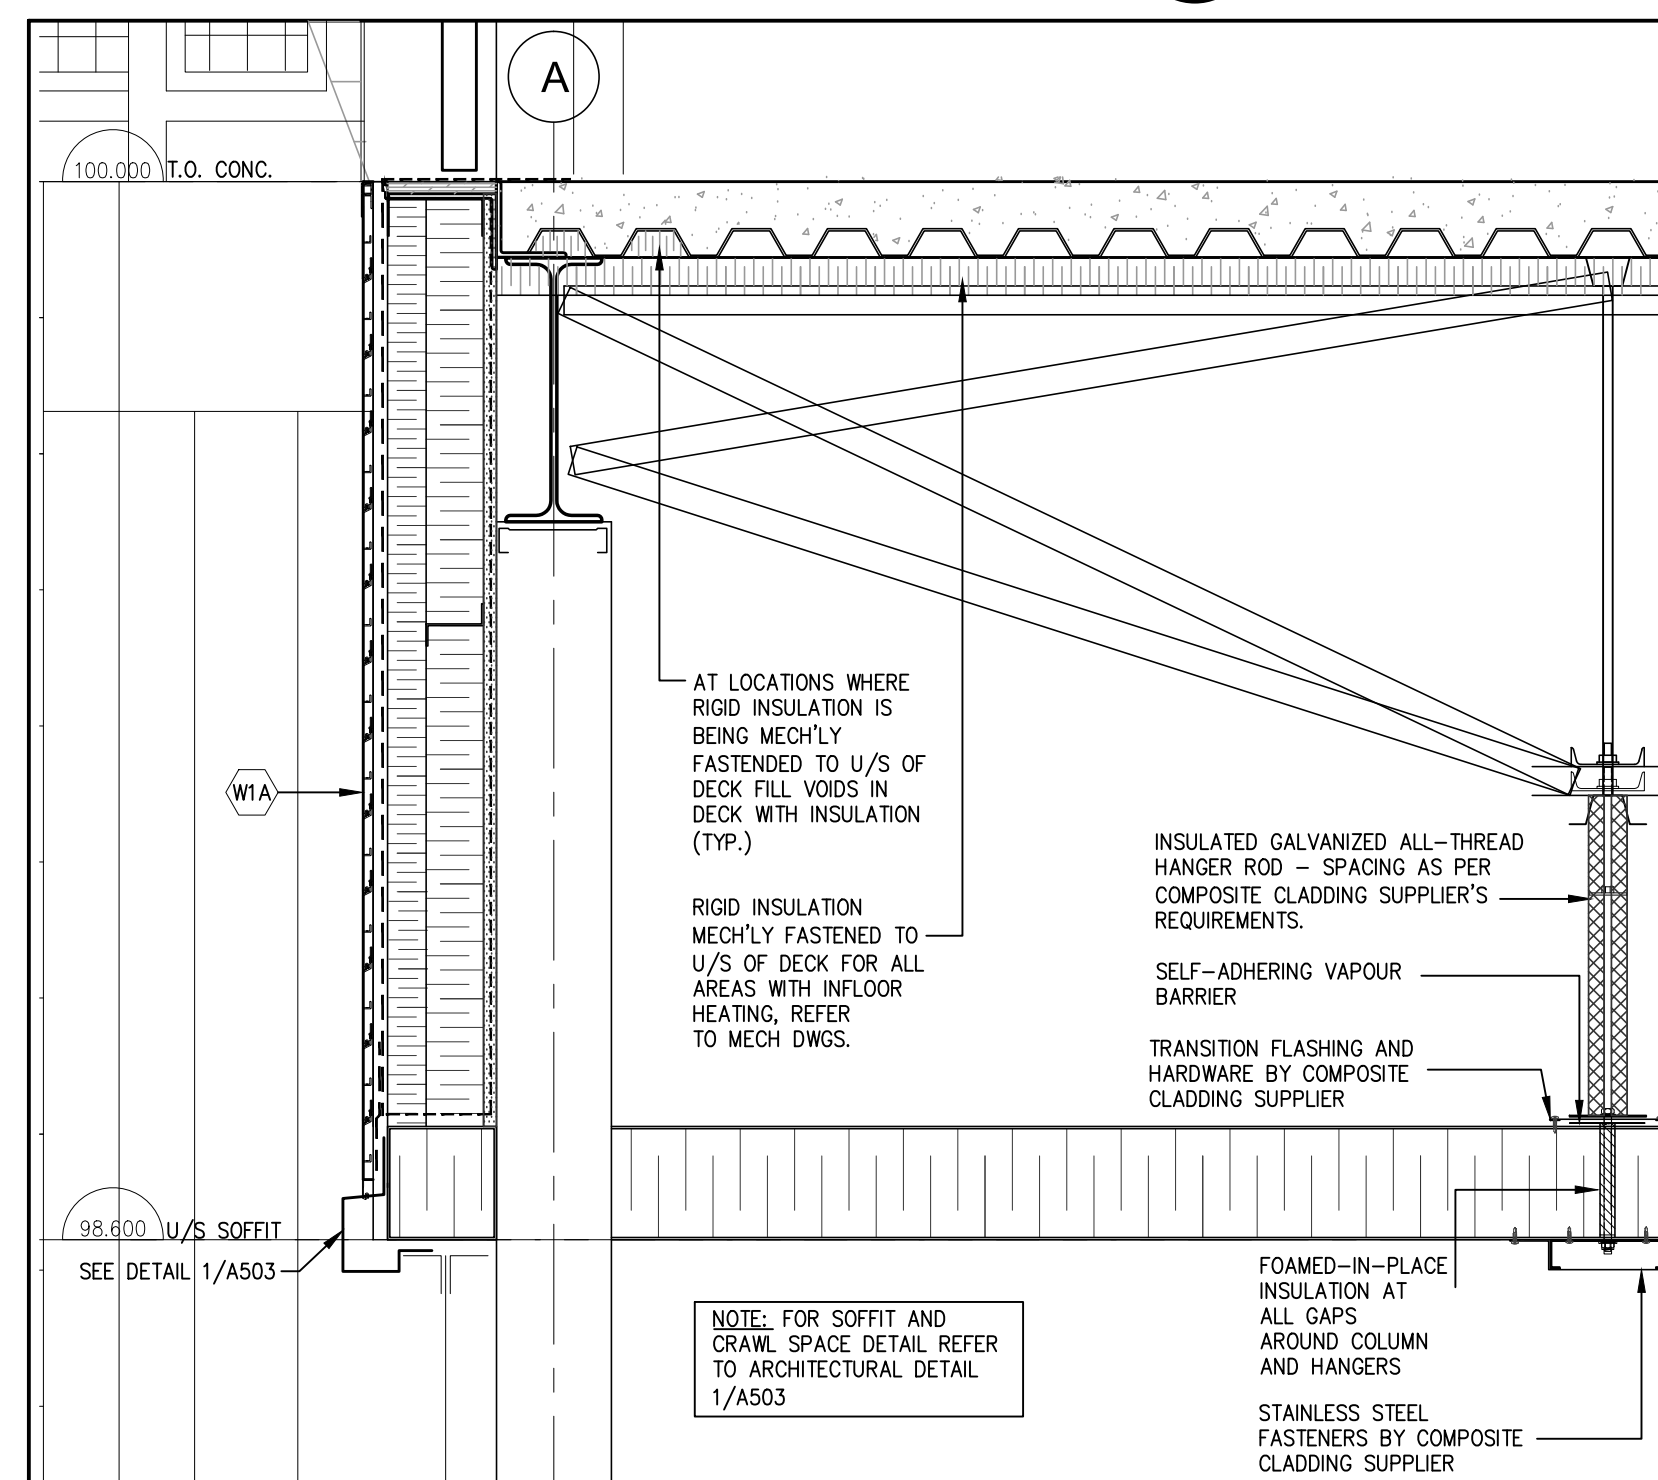 A
100.000 T.O. CONC.
AT LOCATIONS WHERE
RIGID INSULATION IS
BEING MECH'LY
FASTENDED TO U/S OF
DECK FILL VOIDS IN
DECK WITH INSULATION
(TYP.)
W1A
RIGID INSULATION
MECH'LY FASTENED TO
U/S OF DECK FOR ALL
AREAS WITH INFLOOR
HEATING, REFER
TO MECH DWGS.
INSULATED GALVANIZED ALL-THREAD
HANGER ROD - SPACING AS PER
COMPOSITE CLADDING SUPPLIER'S
REQUIREMENTS.
SELF-ADHERING VAPOUR
BARRIER
TRANSITION FLASHING AND
HARDWARE BY COMPOSITE
CLADDING SUPPLIER
98.600 U/S SOFFIT
SEE DETAIL 1/A503
NOTE: FOR SOFFIT AND
CRAWL SPACE DETAIL REFER
TO ARCHITECTURAL DETAIL
1/A503
FOAMED-IN-PLACE
INSULATION AT
ALL GAPS
AROUND COLUMN
AND HANGERS
STAINLESS STEEL
FASTENERS BY COMPOSITE
CLADDING SUPPLIER